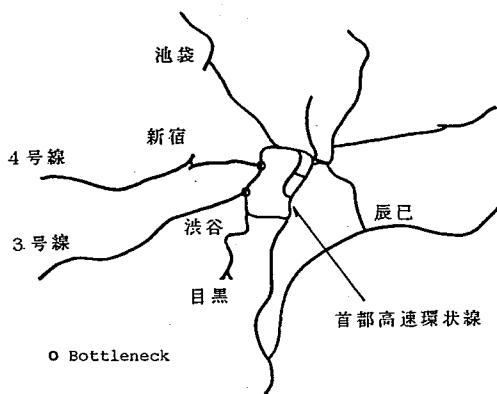 池袋
新宿
4号線
辰巳
渋谷
3号線
目黒
首都高速環状線
o Bottleneck